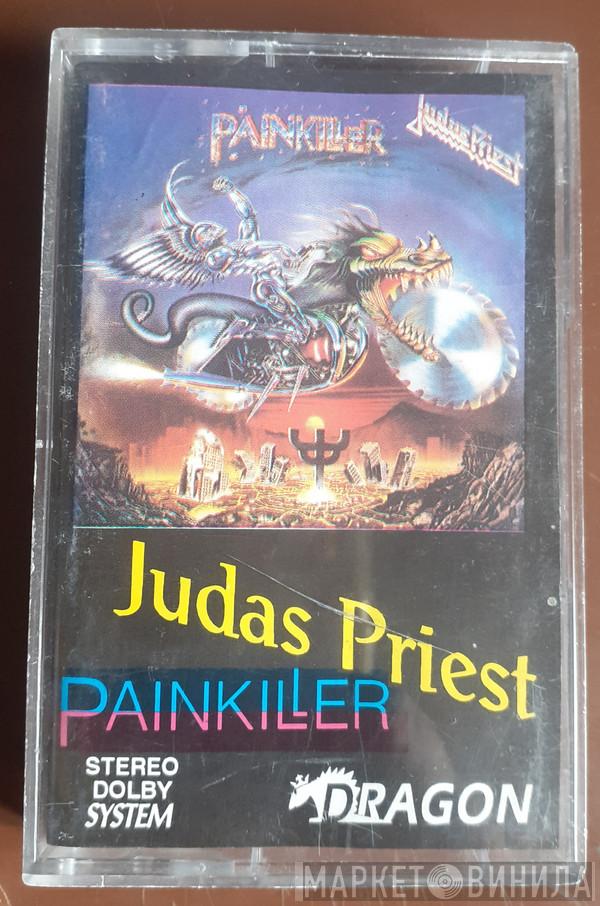 PAINKILLER
Judas Priest
Judas Priest
PAINKILLER
STEREO
DOLBY
SYSTEM
DRAGON
МАРКЕТ ВИНИЛА